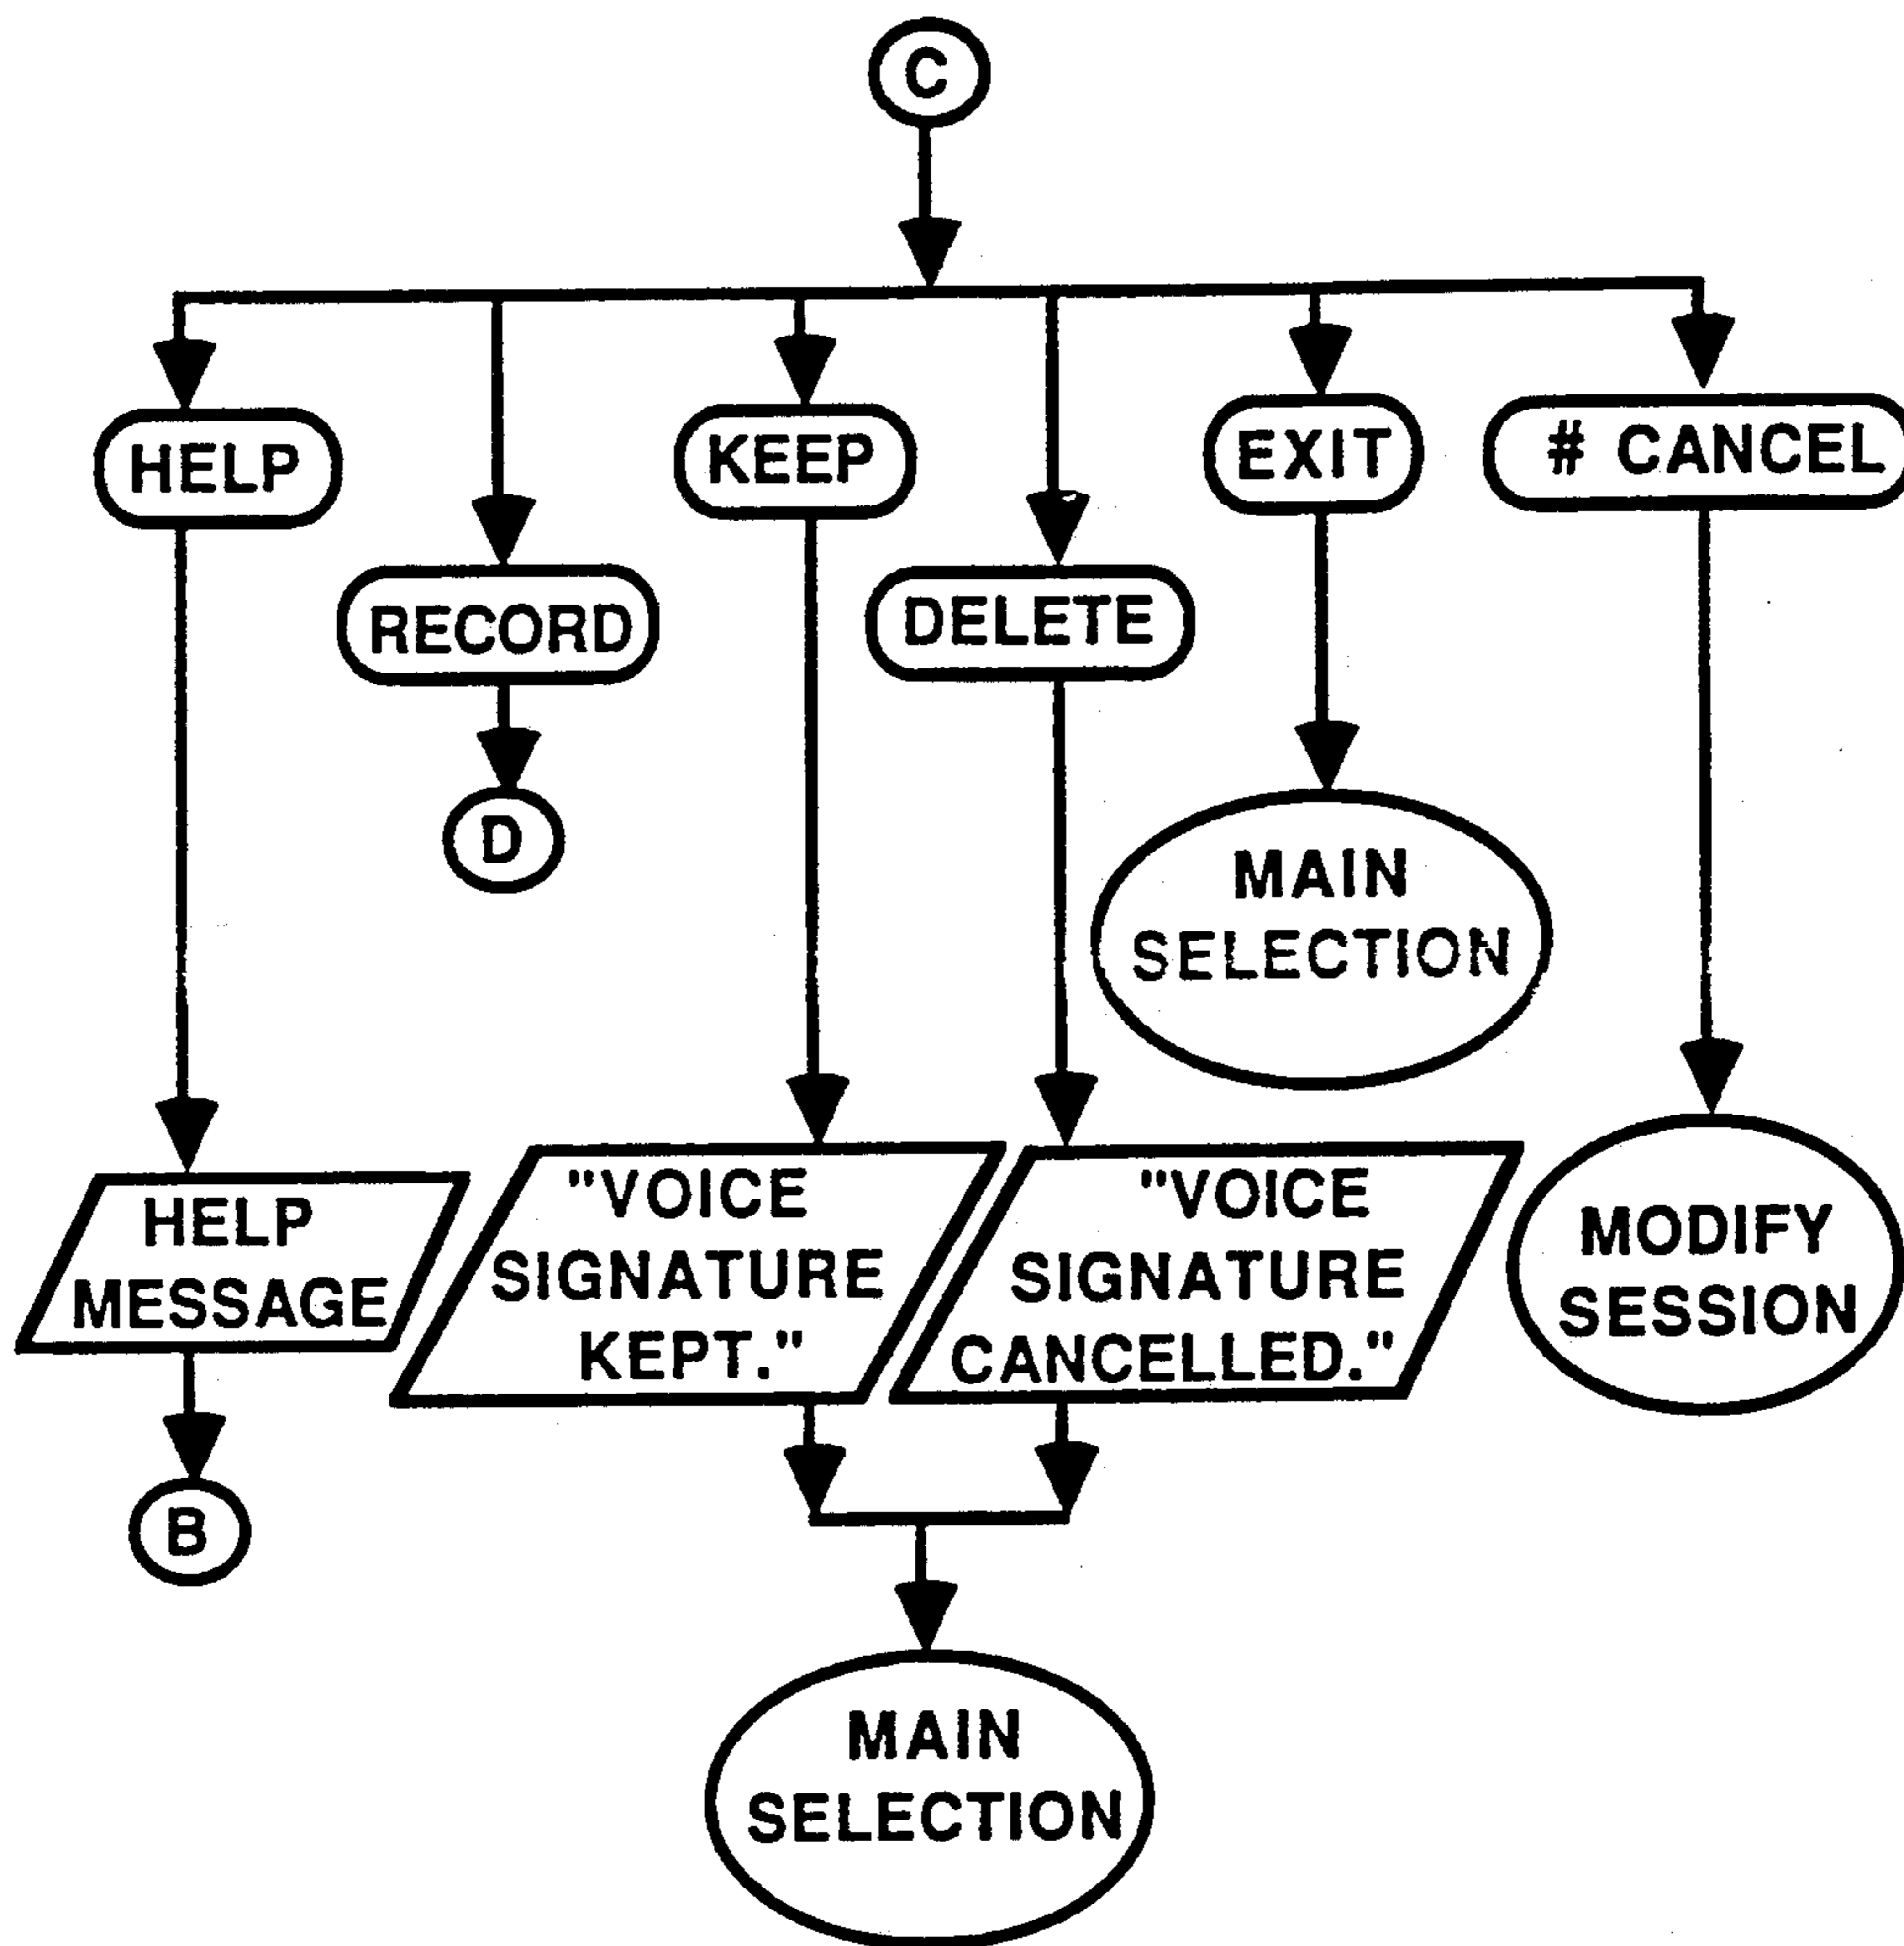 C
HELP
KEEP
EXIT
# CANCEL
RECORD
DELETE
D
MAIN
SELECTION
HELP
MESSAGE
"VOICE
SIGNATURE
KEPT."
"VOICE
SIGNATURE
CANCELLED."
MODIFY
SESSION
B
MAIN
SELECTION